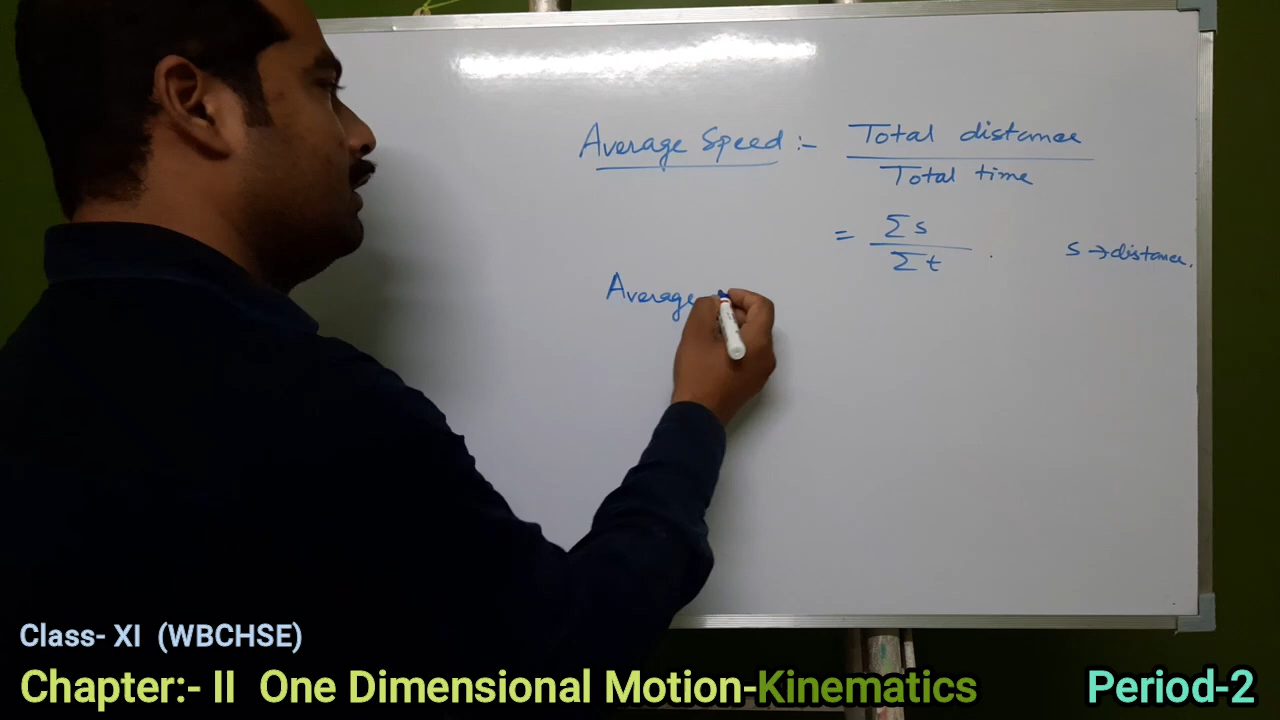 Average Speed :- Total distance
Total time
= Σs
Σt . s → distance.
Average
Class- XI (WBCHSE)
Chapter:- II One Dimensional Motion-Kinematics Period-2